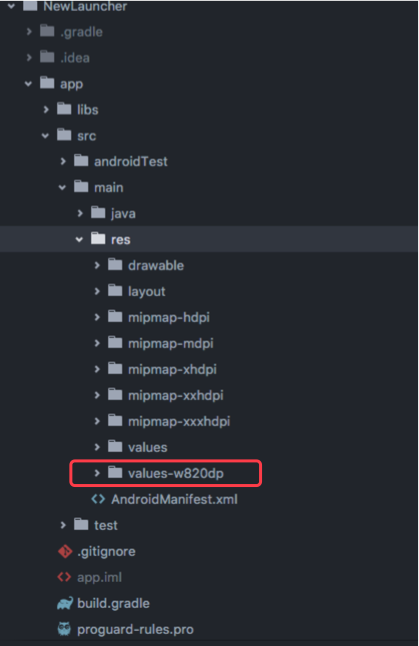 NewLauncher
.gradle
.idea
app
libs
src
androidTest
main
java
res
drawable
layout
mipmap-hdpi
mipmap-mdpi
mipmap-xhdpi
mipmap-xxhdpi
mipmap-xxxhdpi
values
values-w820dp
AndroidManifest.xml
test
.gitignore
app.iml
build.gradle
proguard-rules.pro